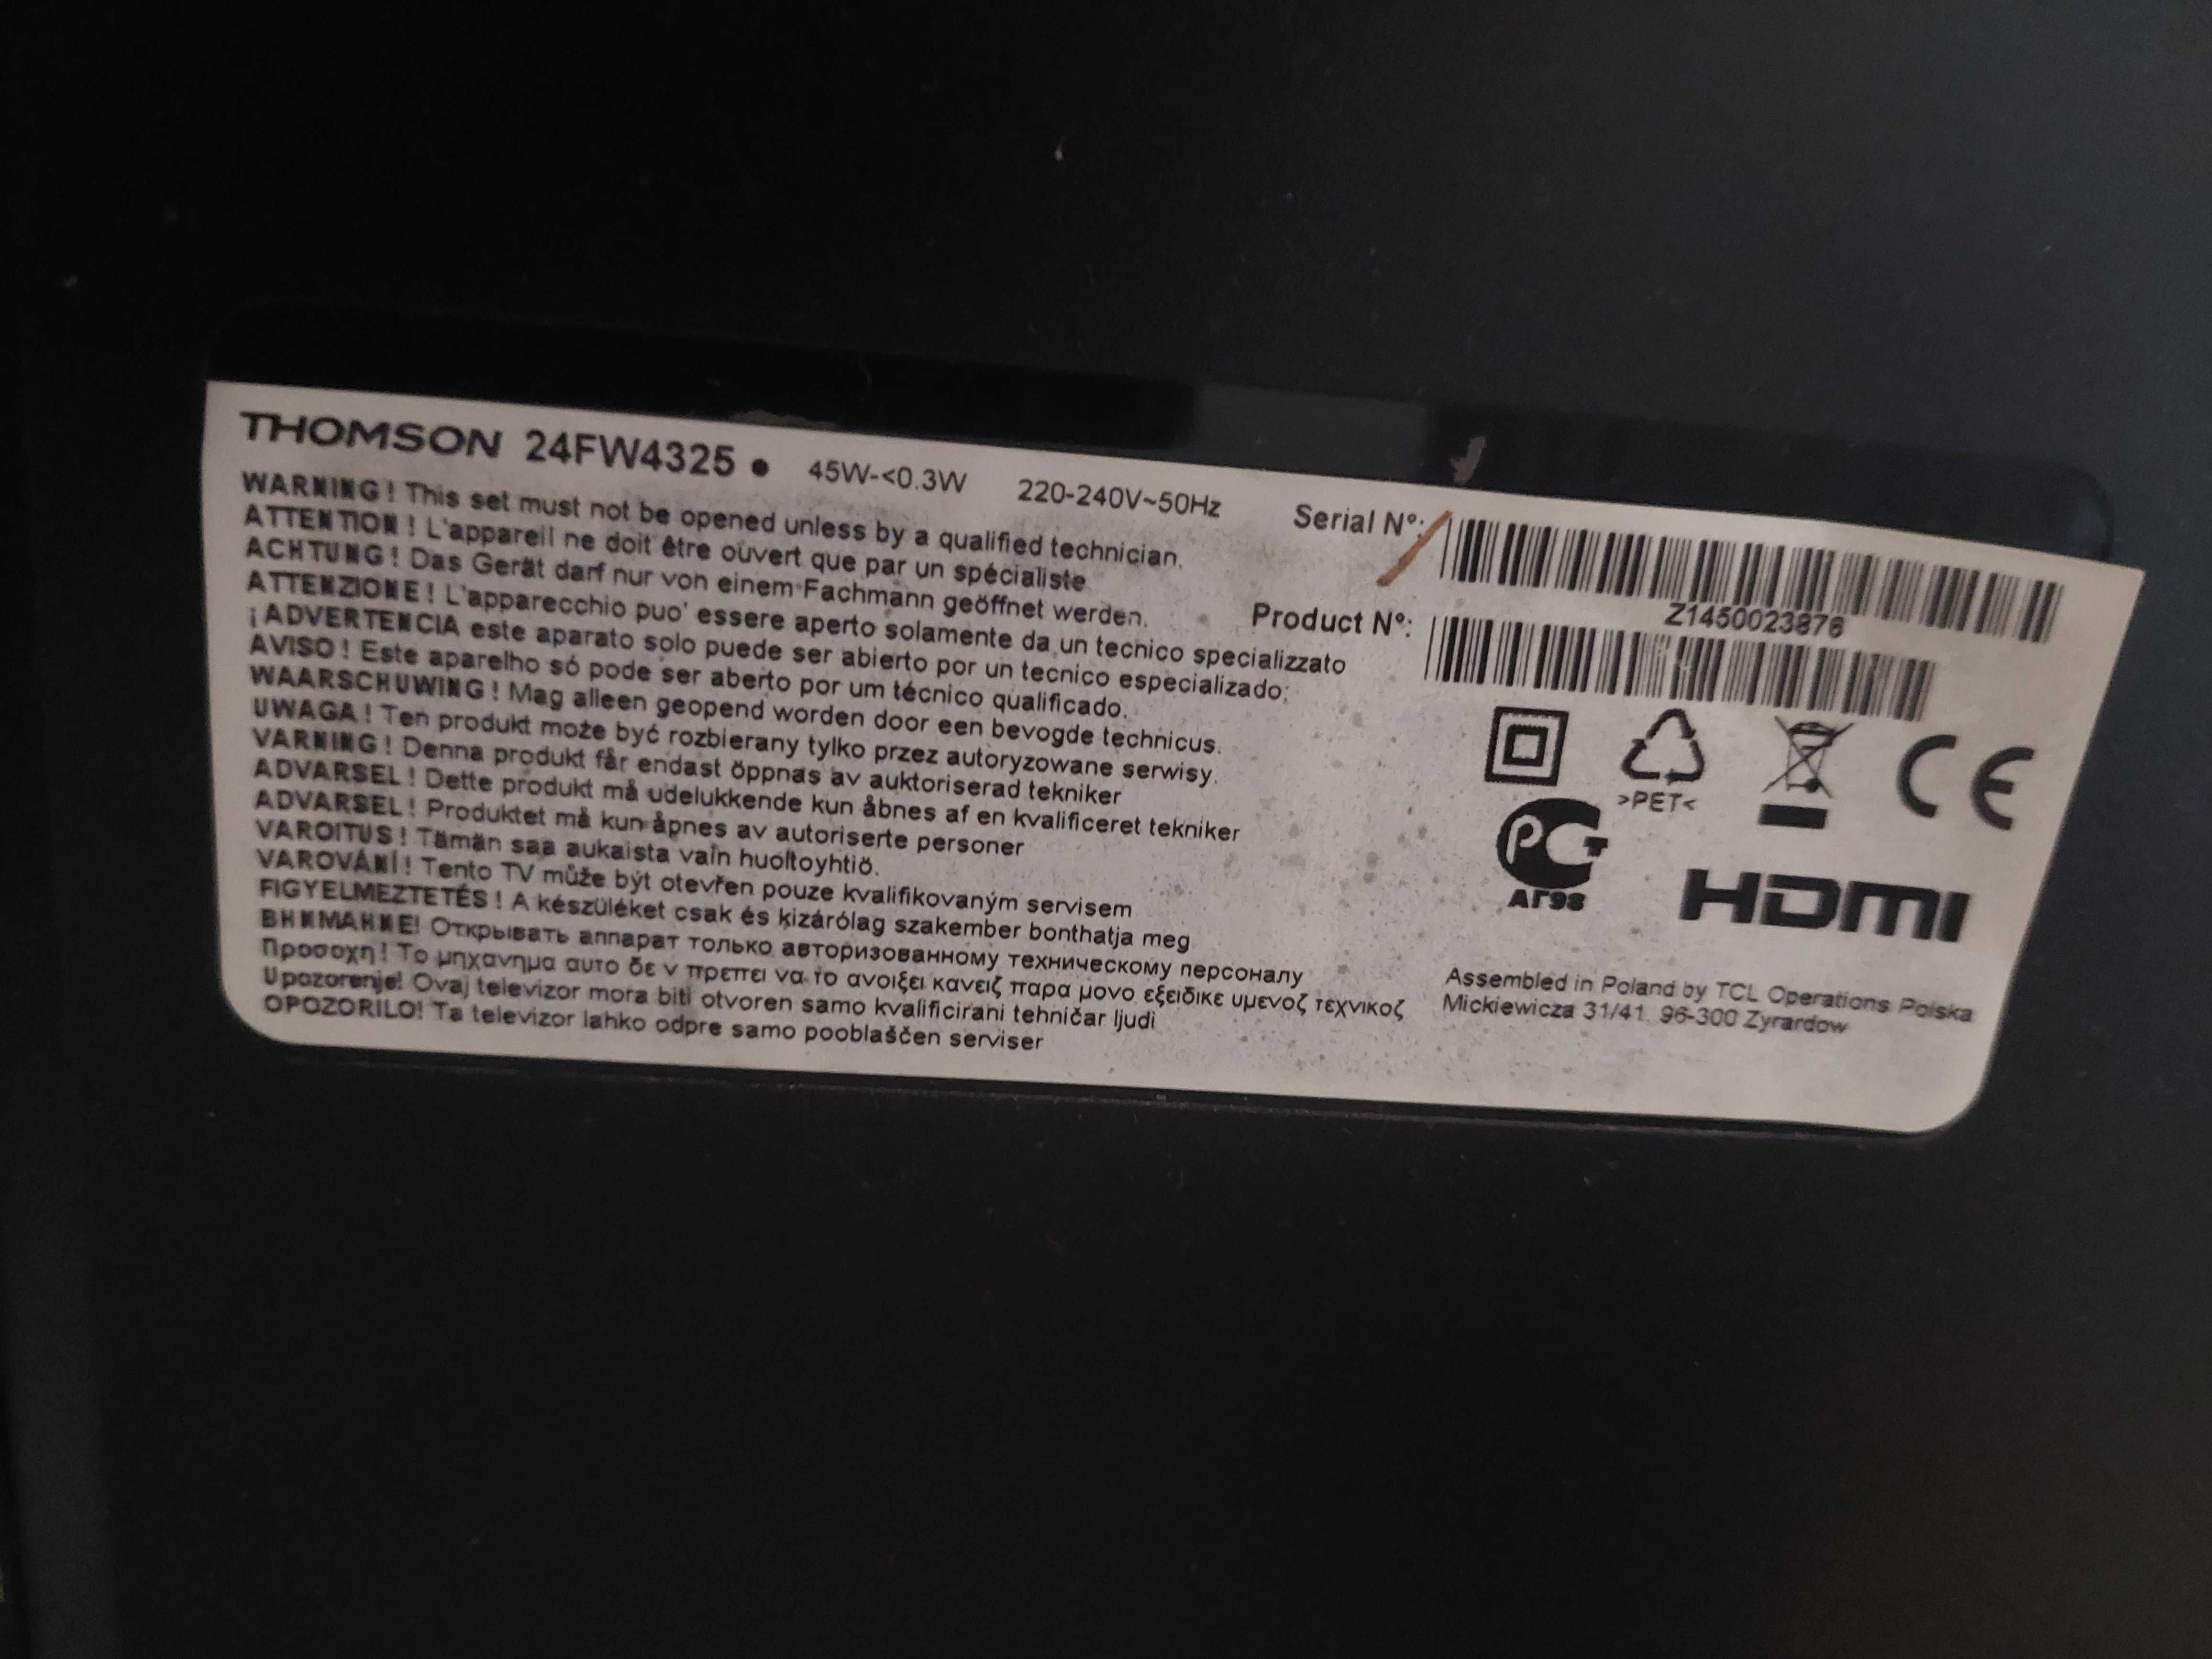 THOMSON 24FW4325 • 45W-<0.3W 220-240V~50Hz
WARNING! This set must not be opened unless by a qualified technician.
ATTENTION! L'appareil ne doit être ouvert que par un spécialiste
ACHTUNG! Das Gerät darf nur von einem Fachmann geöffnet werden.
ATTENZIONE! L'apparecchio puo' essere aperto solamente da un tecnico specializzato
¡ADVERTENCIA este aparato solo puede ser abierto por un tecnico especializado;
AVISO! Este aparelho só pode ser aberto por um técnico qualificado.
WAARSCHUWING! Mag alleen geopend worden door een bevogde technicus.
UWAGA! Ten produkt może być rozbierany tylko przez autoryzowane serwisy.
VARNING! Denna produkt får endast öppnas av auktoriserad tekniker
ADVARSEL! Dette produkt må udelukkende kun åbnes af en kvalificeret tekniker
ADVARSEL! Produktet må kun åpnes av autoriserte personer
VAROITUS! Tämän saa aukaista vain huoltoyhtiö.
VAROVÁNÍ! Tento TV může být otevřen pouze kvalifikovaným servisem
FIGYELMEZTETÉS! A készüléket csak és kizárólag szakember bonthatja meg
ВНИМАНИЕ! Открывать аппарат только авторизованному техническому персоналу
Προσοχη! Το μηχανημα αυτο δε ν πρεπει να το ανοιξει κανειζ παρα μονο εξειδικε υμενοζ τεχνικοζ
Upozorenje! Ovaj televizor mora biti otvoren samo kvalificirani tehničar ljudi
OPOZORILO! Ta televizor lahko odpre samo pooblaščen serviser
Serial N°:
Z1450023876
Product N°:
>PET<
CE
PCT
АГ98
HDMI
Assembled in Poland by TCL Operations Polska
Mickiewicza 31/41. 96-300 Zyrardow